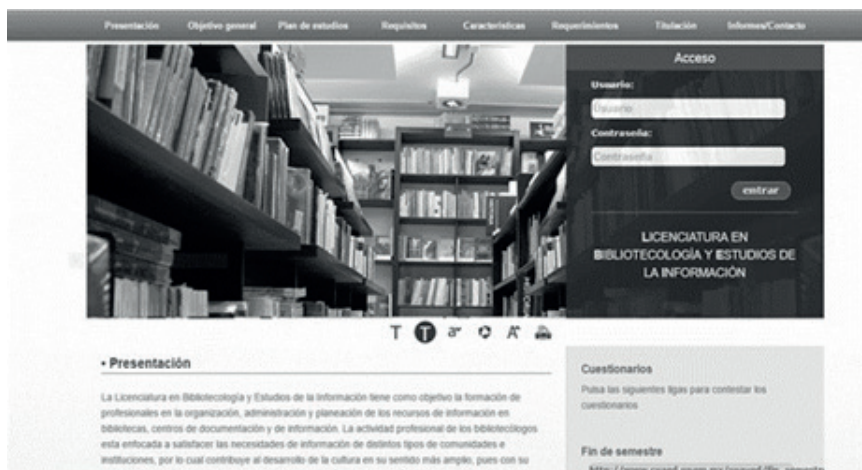 Presentación Objetivo general Plan de estudios Requisitos Características Requerimientos Titulación Informes/Contacto
Acceso
Usuario:
Usuario
Contraseña:
Contraseña
entrar
LICENCIATURA EN
BIBLIOTECOLOGÍA Y ESTUDIOS DE
LA INFORMACIÓN
T T a A
• Presentación
La Licenciatura en Bibliotecología y Estudios de la Información tiene como objetivo la formación de
profesionales en la organización, administración y planeación de los recursos de información en
bibliotecas, centros de documentación y de información. La actividad profesional de los bibliotecólogos
esta enfocada a satisfacer las necesidades de información de distintos tipos de comunidades e
instituciones, por lo cual contribuye al desarrollo de la cultura en su sentido más amplio, pues con su
Cuestionarios
Pulsa las siguientes ligas para contestar los
cuestionarios
Fin de semestre